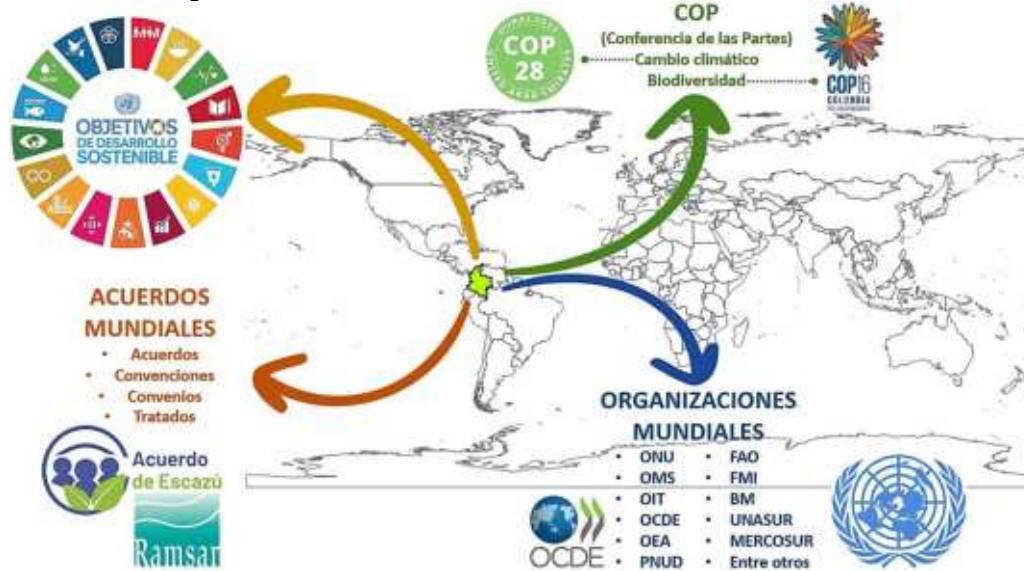 OBJETIVOS
DE DESARROLLO
SOSTENIBLE
COP
28
COP
(Conferencia de las Partes)
Cambio climático
Biodiversidad
COP16
COLOMBIA
ACUERDOS
MUNDIALES
• Acuerdos
• Convenciones
• Convenios
• Tratados
Acuerdo
de Escazú
Ramsar
ORGANIZACIONES
MUNDIALES
• ONU
• OMS
• OIT
• OCDE
• OEA
• PNUD
• FAO
• FMI
• BM
• UNASUR
• MERCOSUR
• Entre otros
OCDE